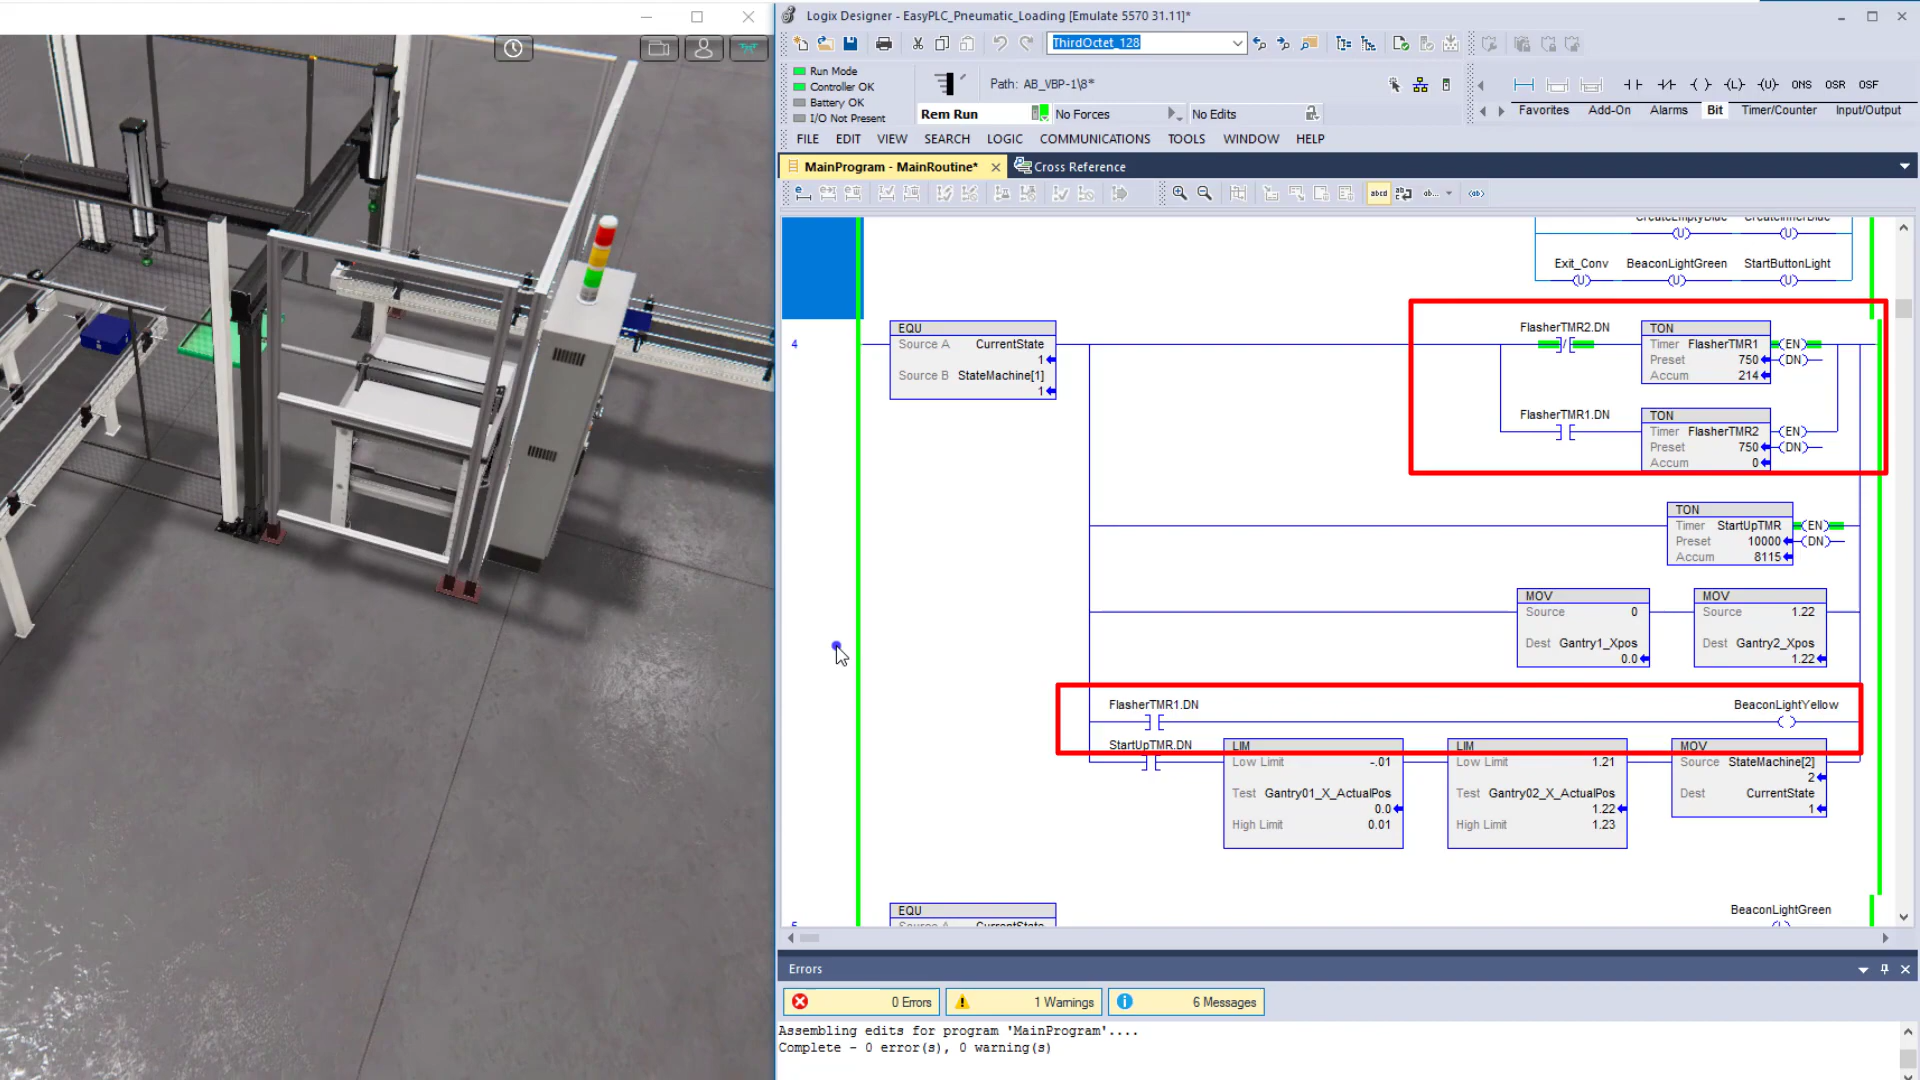 Logix Designer - EasyPLC_Pneumatic_Loading [Emulate 5570 31.11]*
ThirdOctet_128
Run Mode
Controller OK
Battery OK
I/O Not Present
Path: AB_VBP-1\8*
Rem Run
No Forces
No Edits
ONS OSR OSF
Favorites Add-On Alarms Bit Timer/Counter Input/Output
FILE EDIT VIEW SEARCH LOGIC COMMUNICATIONS TOOLS WINDOW HELP
MainProgram - MainRoutine*
Cross Reference
CreateEmptyBlue CreateInnerBlue
(U) (U)
Exit_Conv BeaconLightGreen StartButtonLight
(U) (U) (U)
4
EQU
Source A CurrentState
1
Source B StateMachine[1]
1
FlasherTMR2.DN
TON
Timer FlasherTMR1
Preset 750
Accum 214
(EN)
(DN)
FlasherTMR1.DN
TON
Timer FlasherTMR2
Preset 750
Accum 0
(EN)
(DN)
TON
Timer StartUpTMR
Preset 10000
Accum 8115
(EN)
(DN)
MOV
Source 0
Dest Gantry1_Xpos
0.0
MOV
Source 1.22
Dest Gantry2_Xpos
1.22
FlasherTMR1.DN
BeaconLightYellow
StartUpTMR.DN
LIM
Low Limit -.01
Test Gantry01_X_ActualPos
0.0
High Limit 0.01
LIM
Low Limit 1.21
Test Gantry02_X_ActualPos
1.22
High Limit 1.23
MOV
Source StateMachine[2]
2
Dest CurrentState
1
5
EQU
Source A CurrentState
BeaconLightGreen
Errors
0 Errors
1 Warnings
6 Messages
Assembling edits for program 'MainProgram'....
Complete - 0 error(s), 0 warning(s)